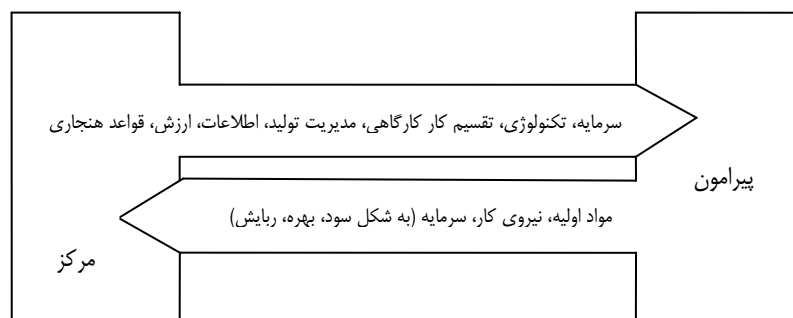 سرمایه، تکنولوژی، تقسیم کار کارگاهی، مدیریت تولید، اطلاعات، ارزش، قواعد هنجاری
پیرامون
مواد اولیه، نیروی کار، سرمایه (به شکل سود، بهره، ربایش)
مرکز